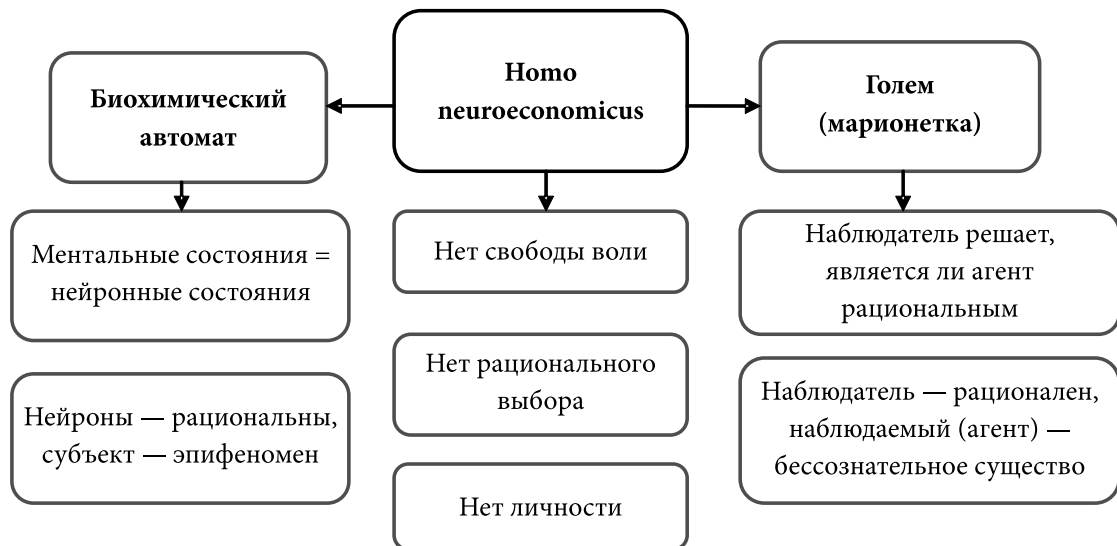 Homo
neuroeconomicus
Биохимический
автомат
Голем
(марионетка)
Ментальные состояния =
нейронные состояния
Нейроны — рациональны,
субъект — эпифеномен
Нет свободы воли
Нет рационального
выбора
Нет личности
Наблюдатель решает,
является ли агент
рациональным
Наблюдатель — рационален,
наблюдаемый (агент) —
бессознательное существо